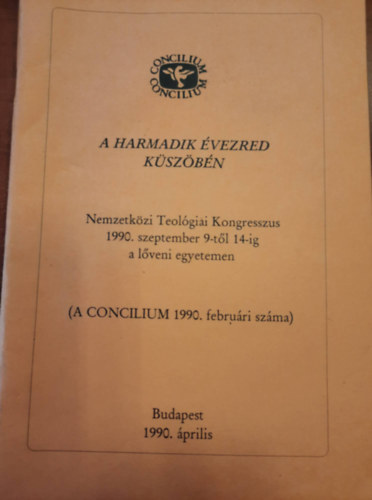 CONCILIUM
CONCILIUM
A HARMADIK ÉVEZRED
KÜSZÖBÉN
Nemzetközi Teológiai Kongresszus
1990. szeptember 9-től 14-ig
a lőveni egyetemen
(A CONCILIUM 1990. februári száma)
Budapest
1990. április